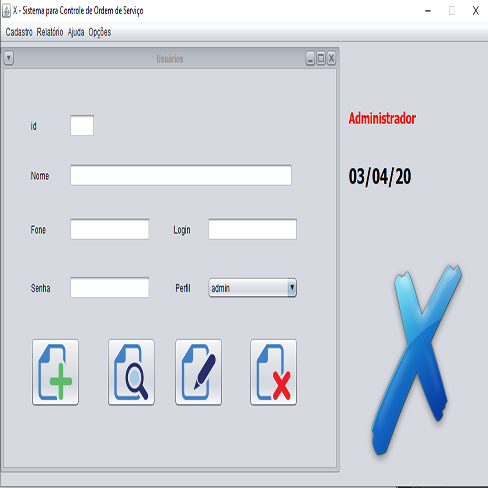 X - Sistema para Controle de Ordem de Serviço
Cadastro Relatório Ajuda Opções
Usuários
id
Nome
Fone Login
Senha Perfil admin
Administrador
03/04/20